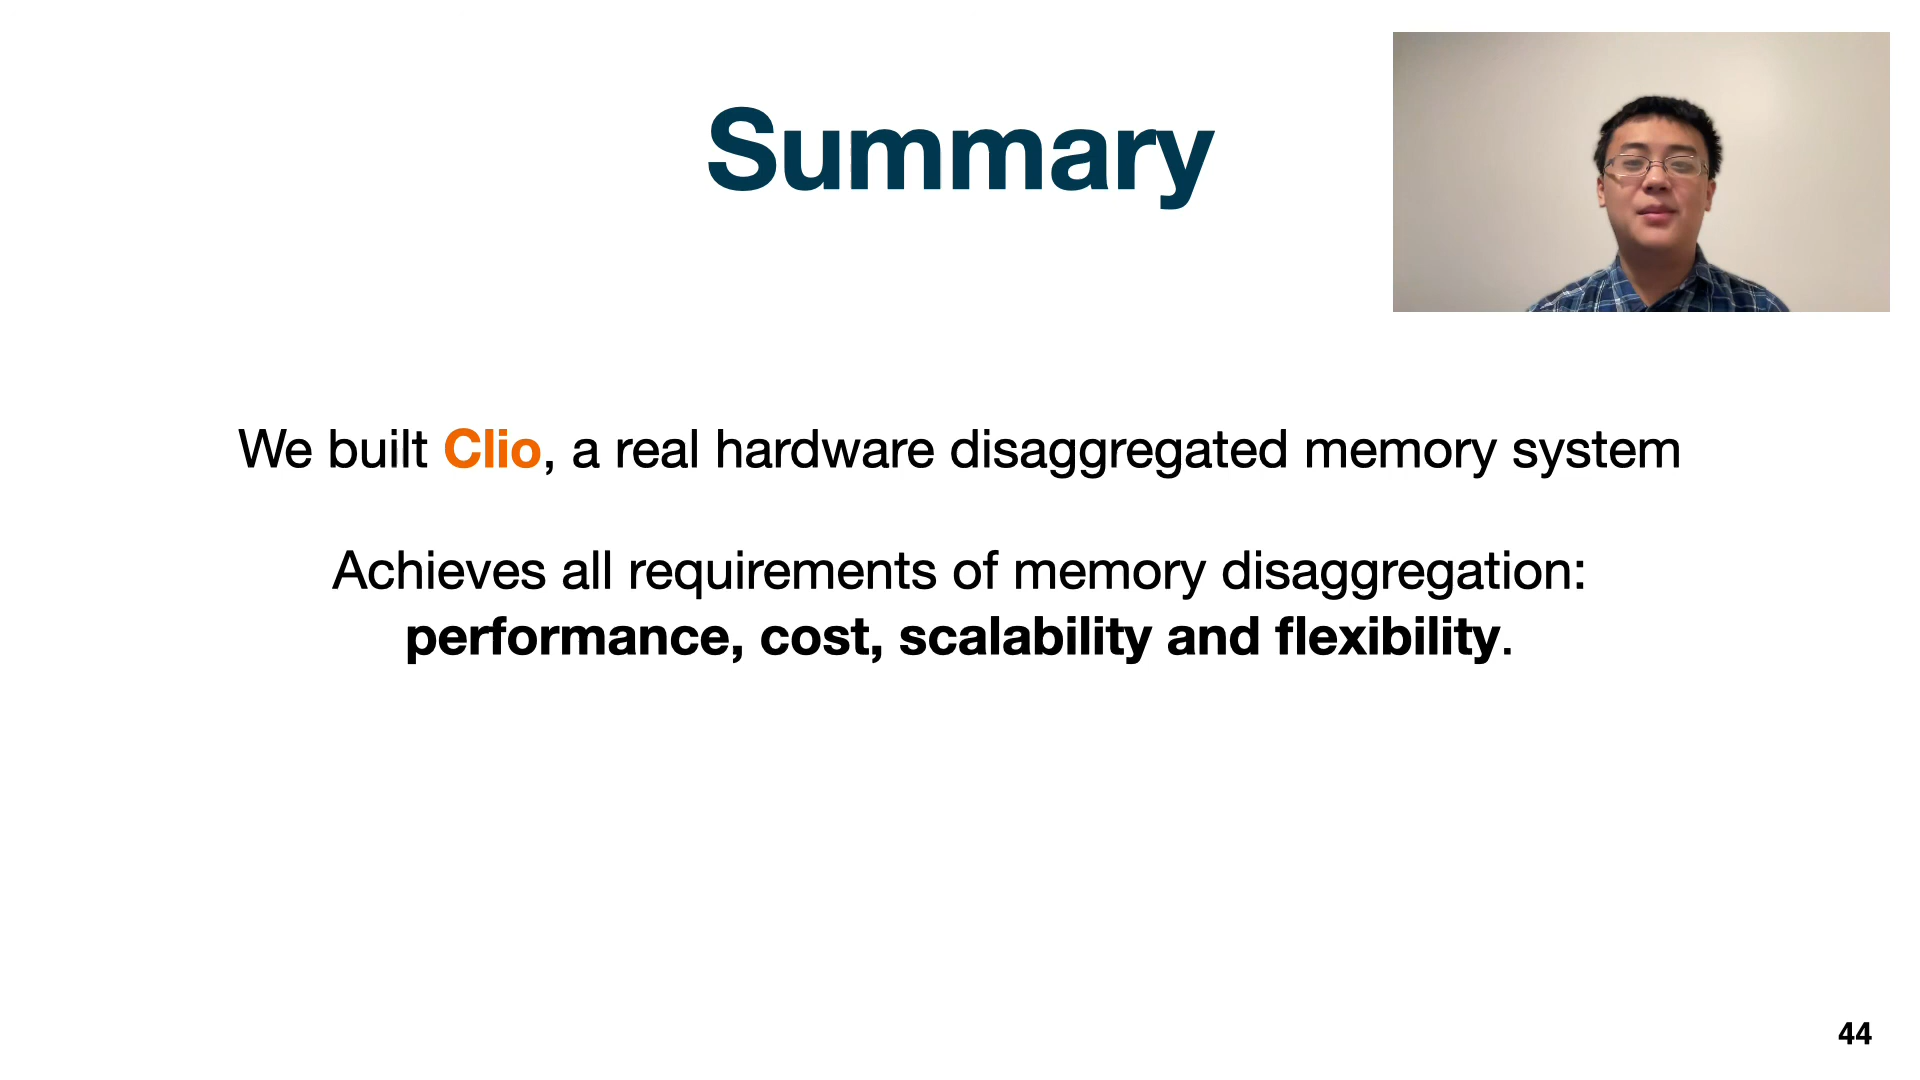 Summary
We built Clio, a real hardware disaggregated memory system
Achieves all requirements of memory disaggregation:
performance, cost, scalability and flexibility.
44